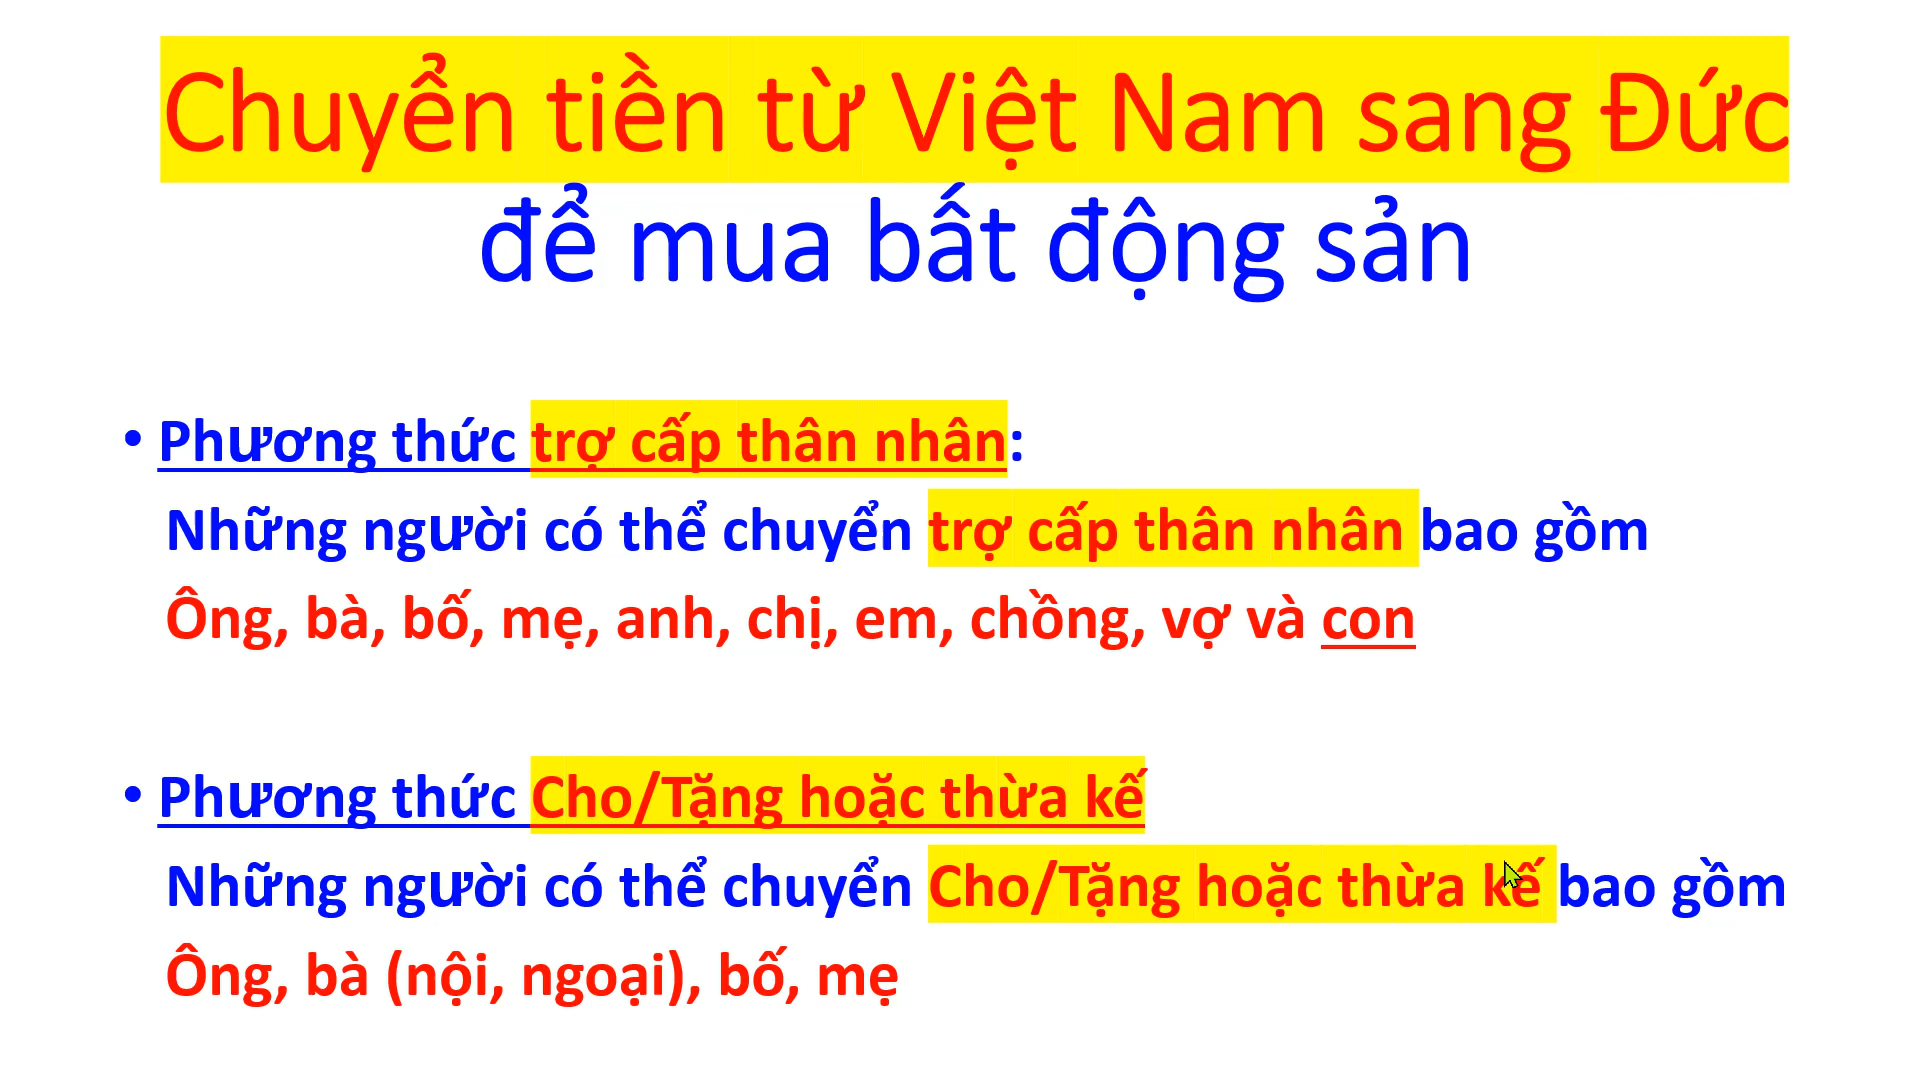 Chuyển tiền từ Việt Nam sang Đức
để mua bất động sản
• Phương thức trợ cấp thân nhân:
Những người có thể chuyển trợ cấp thân nhân bao gồm
Ông, bà, bố, mẹ, anh, chị, em, chồng, vợ và con
• Phương thức Cho/Tặng hoặc thừa kế
Những người có thể chuyển Cho/Tặng hoặc thừa kế bao gồm
Ông, bà (nội, ngoại), bố, mẹ